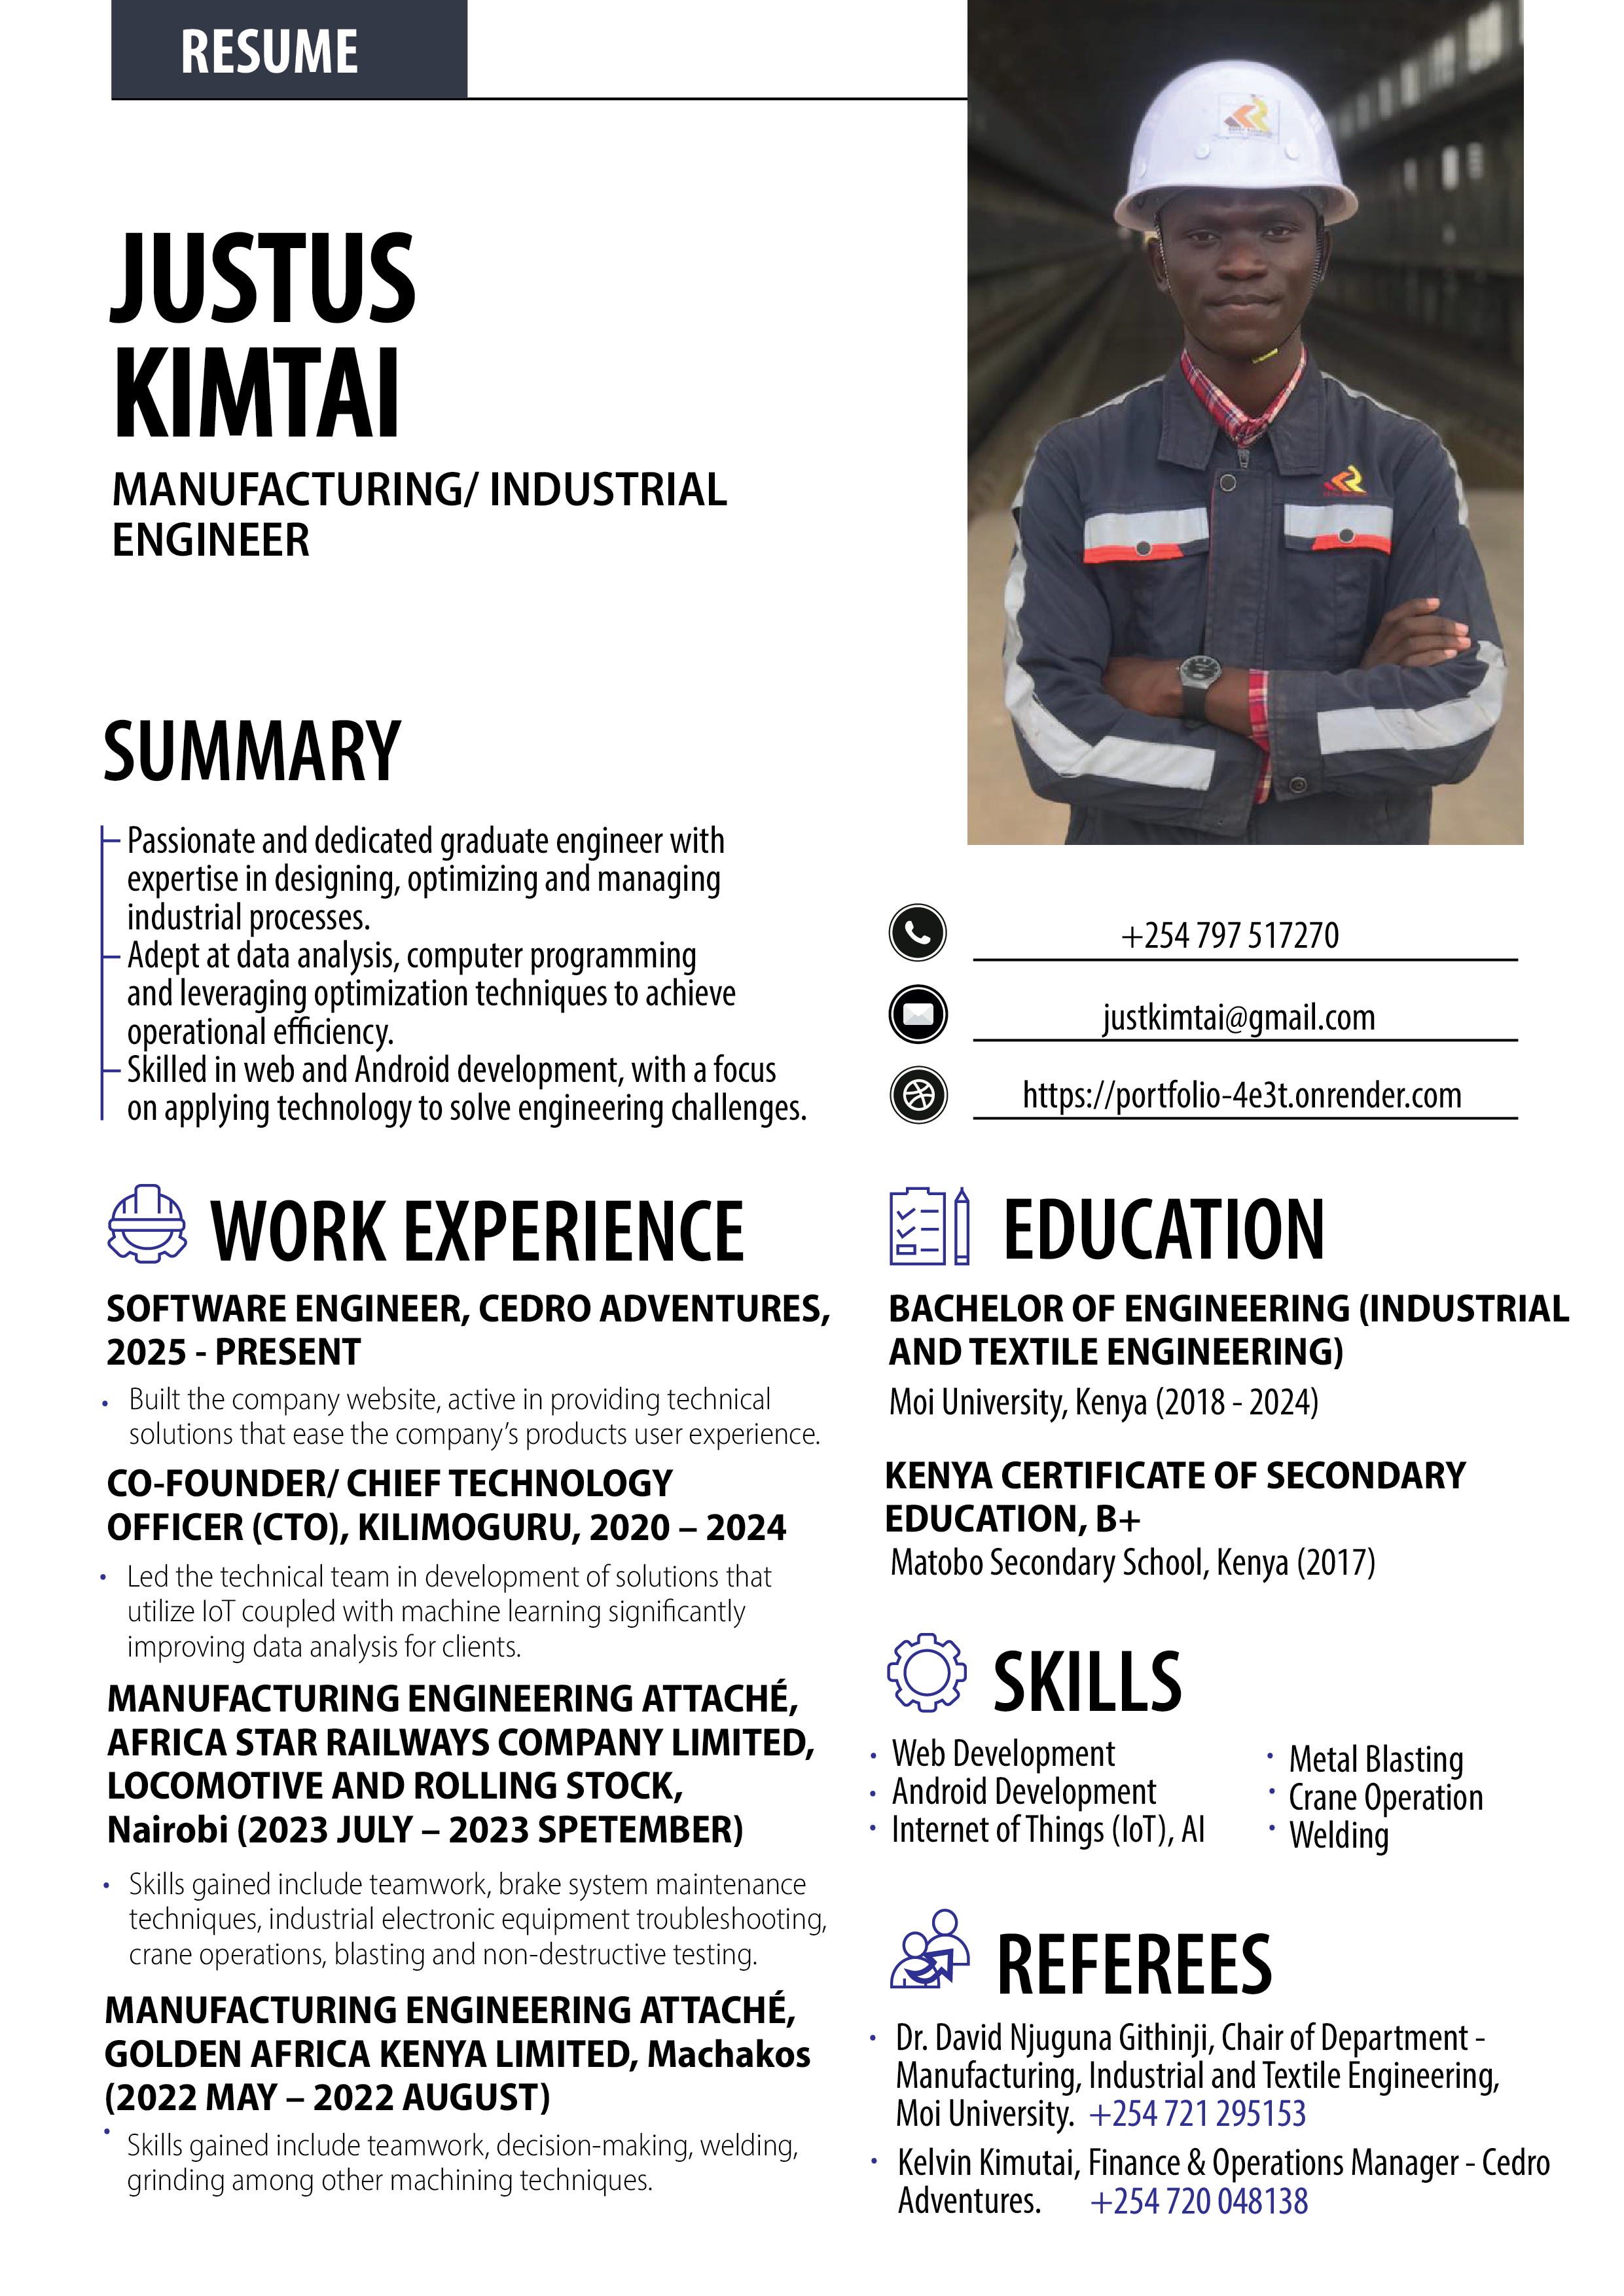 RESUME
JUSTUS
KIMTAI
MANUFACTURING/ INDUSTRIAL
ENGINEER
SUMMARY
Passionate and dedicated graduate engineer with
expertise in designing, optimizing and managing
industrial processes.
Adept at data analysis, computer programming
and leveraging optimization techniques to achieve
operational efficiency.
Skilled in web and Android development, with a focus
on applying technology to solve engineering challenges.
+254 797 517270
justkimtai@gmail.com
https://portfolio-4e3t.onrender.com
WORK EXPERIENCE
SOFTWARE ENGINEER, CEDRO ADVENTURES,
2025 - PRESENT
• Built the company website, active in providing technical
solutions that ease the company’s products user experience.
CO-FOUNDER/ CHIEF TECHNOLOGY
OFFICER (CTO), KILIMOGURU, 2020 – 2024
• Led the technical team in development of solutions that
utilize IoT coupled with machine learning significantly
improving data analysis for clients.
MANUFACTURING ENGINEERING ATTACHÉ,
AFRICA STAR RAILWAYS COMPANY LIMITED,
LOCOMOTIVE AND ROLLING STOCK,
Nairobi (2023 JULY – 2023 SPETEMBER)
• Skills gained include teamwork, brake system maintenance
techniques, industrial electronic equipment troubleshooting,
crane operations, blasting and non-destructive testing.
MANUFACTURING ENGINEERING ATTACHÉ,
GOLDEN AFRICA KENYA LIMITED, Machakos
(2022 MAY – 2022 AUGUST)
• Skills gained include teamwork, decision-making, welding,
grinding among other machining techniques.
EDUCATION
BACHELOR OF ENGINEERING (INDUSTRIAL
AND TEXTILE ENGINEERING)
Moi University, Kenya (2018 - 2024)
KENYA CERTIFICATE OF SECONDARY
EDUCATION, B+
Matobo Secondary School, Kenya (2017)
SKILLS
• Web Development
• Android Development
• Internet of Things (IoT), AI
• Metal Blasting
• Crane Operation
• Welding
REFEREES
• Dr. David Njuguna Githinji, Chair of Department -
Manufacturing, Industrial and Textile Engineering,
Moi University. +254 721 295153
• Kelvin Kimutai, Finance & Operations Manager - Cedro
Adventures. +254 720 048138